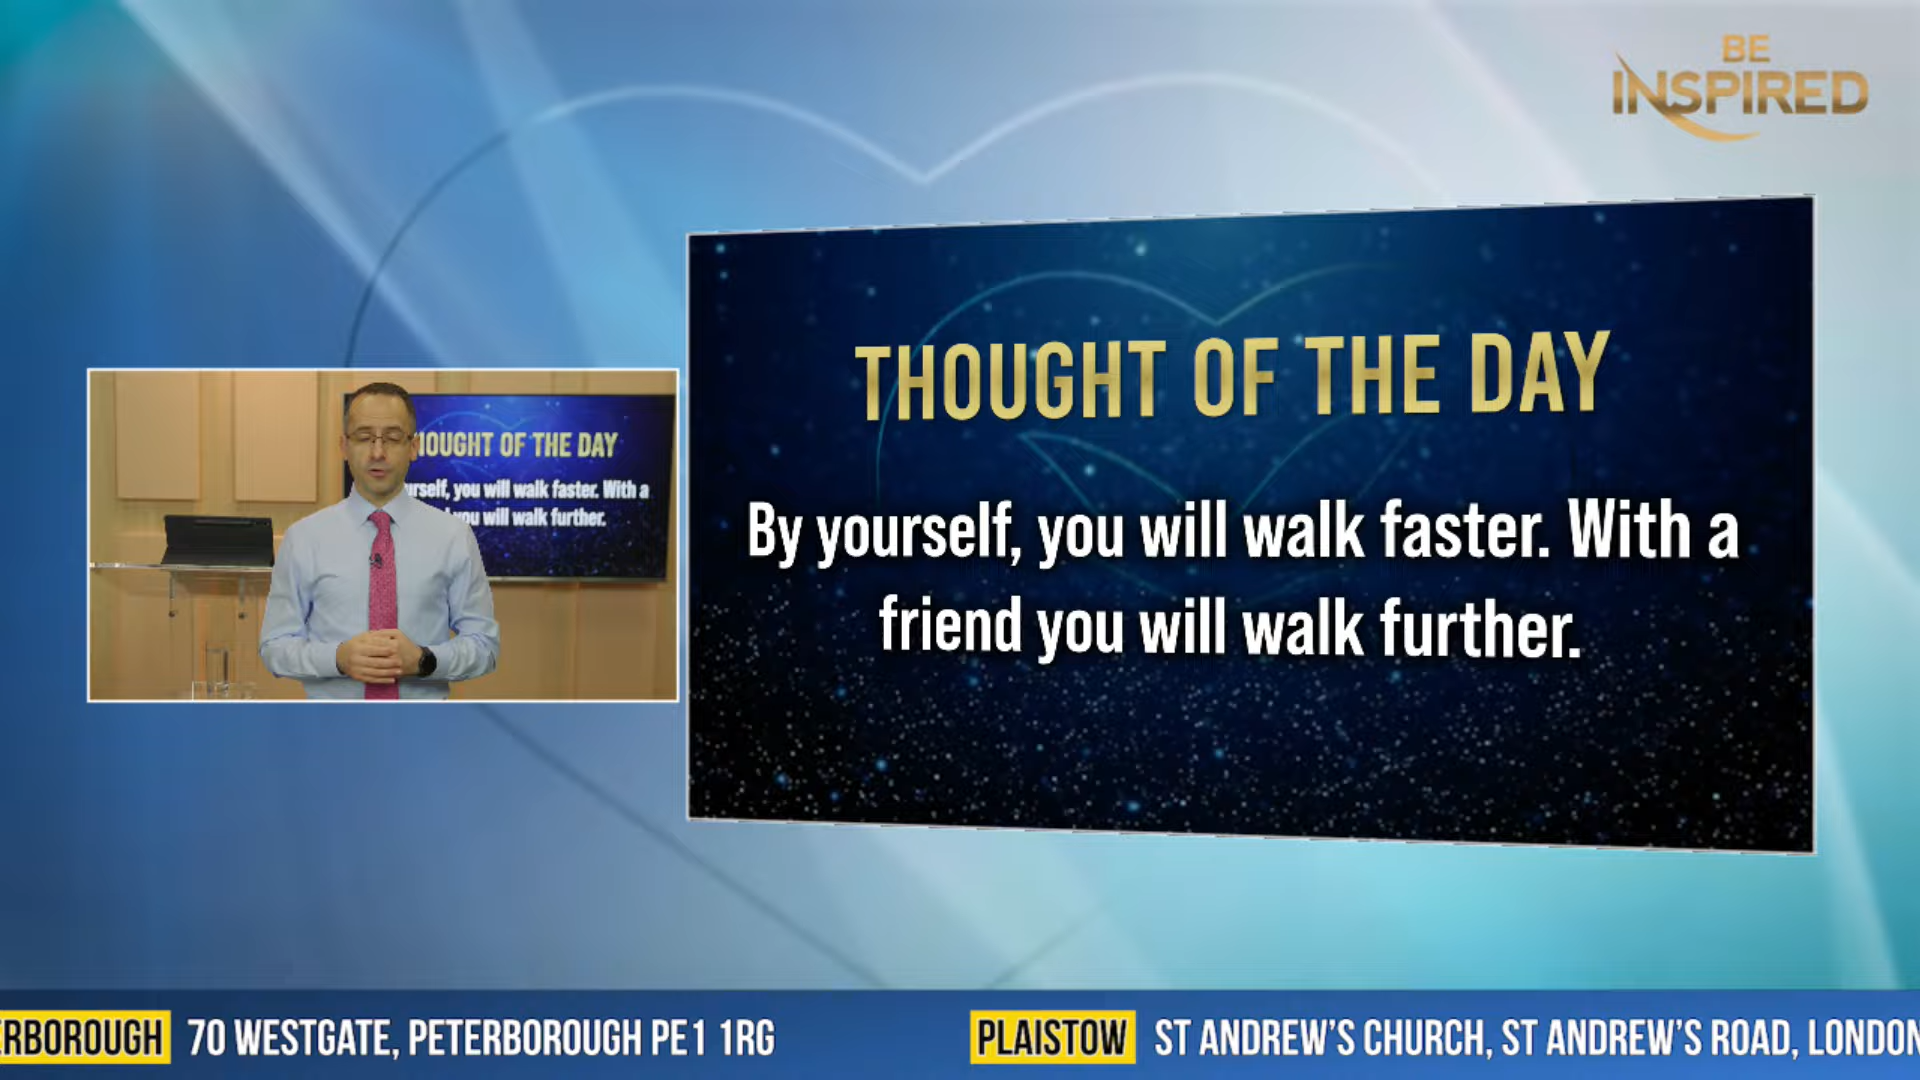 BE
INSPIRED
THOUGHT OF THE DAY
By yourself, you will walk faster. With a
friend you will walk further.
OUGHT OF THE DAY
rself, you will walk faster. With a
you will walk further.
ERBOROUGH 70 WESTGATE, PETERBOROUGH PE1 1RG PLAISTOW ST ANDREW'S CHURCH, ST ANDREW'S ROAD, LONDON